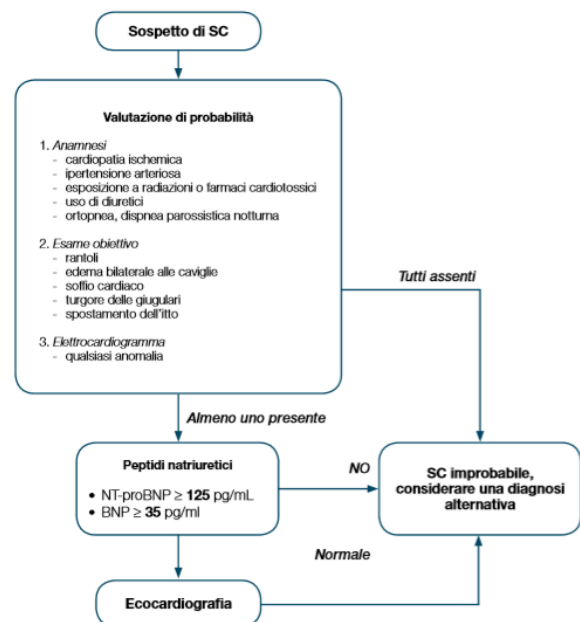 Sospetto di SC
Valutazione di probabilità
1. Anamnesi
- cardiopatia ischemica
- ipertensione arteriosa
- esposizione a radiazioni o farmaci cardiotossici
- uso di diuretici
- ortopnea, dispnea parossistica notturna
2. Esame obiettivo
- rantoli
- edema bilaterale alle caviglie
- soffio cardiaco
- turgore delle giugulari
- spostamento dell'itto
3. Elettrocardiogramma
- qualsiasi anomalia
Tutti assenti
Almeno uno presente
Peptidi natriuretici
• NT-proBNP ≥ 125 pg/mL
• BNP ≥ 35 pg/ml
NO
SC improbabile,
considerare una diagnosi
alternativa
Normale
Ecocardiografia